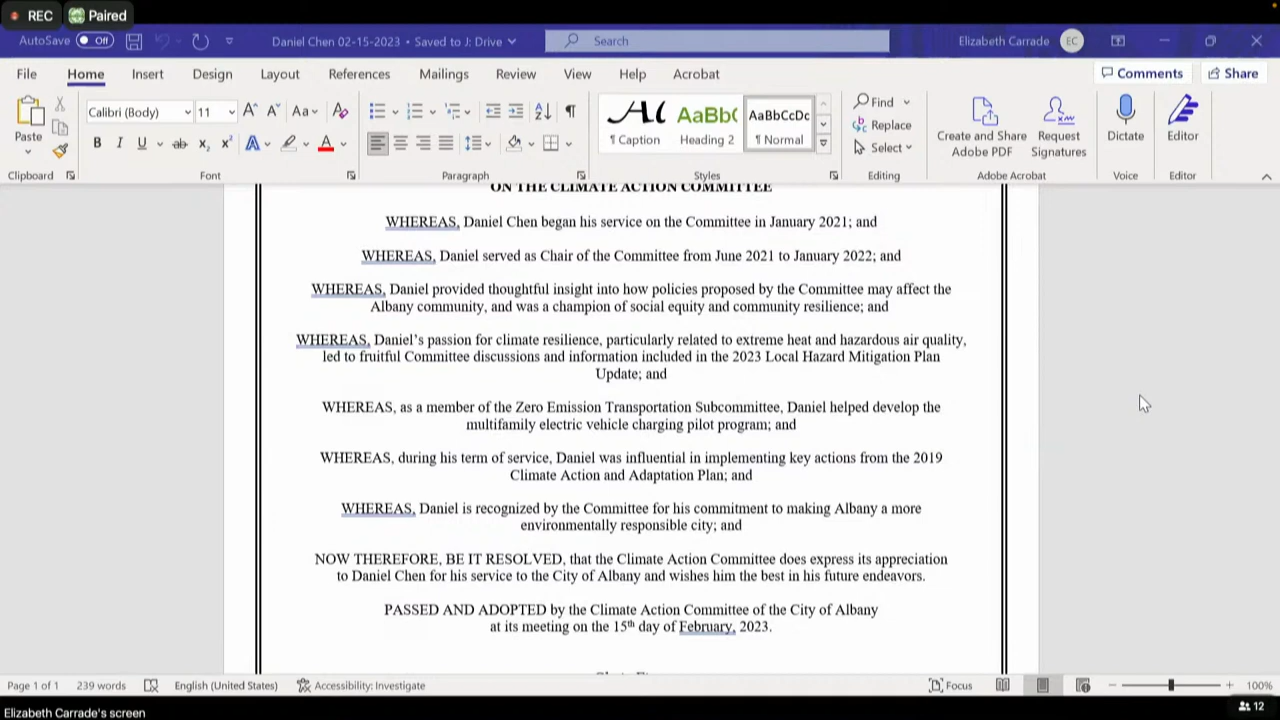 REC Paired
AutoSave Off Daniel Chen 02-15-2023 • Saved to J: Drive Search Elizabeth Carrade EC
File Home Insert Design Layout References Mailings Review View Help Acrobat Comments Share
Paste
Calibri (Body) 11 Aa
B I U ab x₂ x² A A
AaBbC AaBbCcDc
¶ Caption Heading 2 ¶ Normal
Find
Replace
Select
Create and Share
Adobe PDF
Request
Signatures
Dictate
Editor
Clipboard Font Paragraph Styles Editing Adobe Acrobat Voice Editor
ON THE CLIMATE ACTION COMMITTEE
WHEREAS, Daniel Chen began his service on the Committee in January 2021; and
WHEREAS, Daniel served as Chair of the Committee from June 2021 to January 2022; and
WHEREAS, Daniel provided thoughtful insight into how policies proposed by the Committee may affect the
Albany community, and was a champion of social equity and community resilience; and
WHEREAS, Daniel's passion for climate resilience, particularly related to extreme heat and hazardous air quality,
led to fruitful Committee discussions and information included in the 2023 Local Hazard Mitigation Plan
Update; and
WHEREAS, as a member of the Zero Emission Transportation Subcommittee, Daniel helped develop the
multifamily electric vehicle charging pilot program; and
WHEREAS, during his term of service, Daniel was influential in implementing key actions from the 2019
Climate Action and Adaptation Plan; and
WHEREAS, Daniel is recognized by the Committee for his commitment to making Albany a more
environmentally responsible city; and
NOW THEREFORE, BE IT RESOLVED, that the Climate Action Committee does express its appreciation
to Daniel Chen for his service to the City of Albany and wishes him the best in his future endeavors.
PASSED AND ADOPTED by the Climate Action Committee of the City of Albany
at its meeting on the 15th day of February, 2023.
Page 1 of 1 239 words English (United States) Accessibility: Investigate Focus 100%
Elizabeth Carrade's screen 12